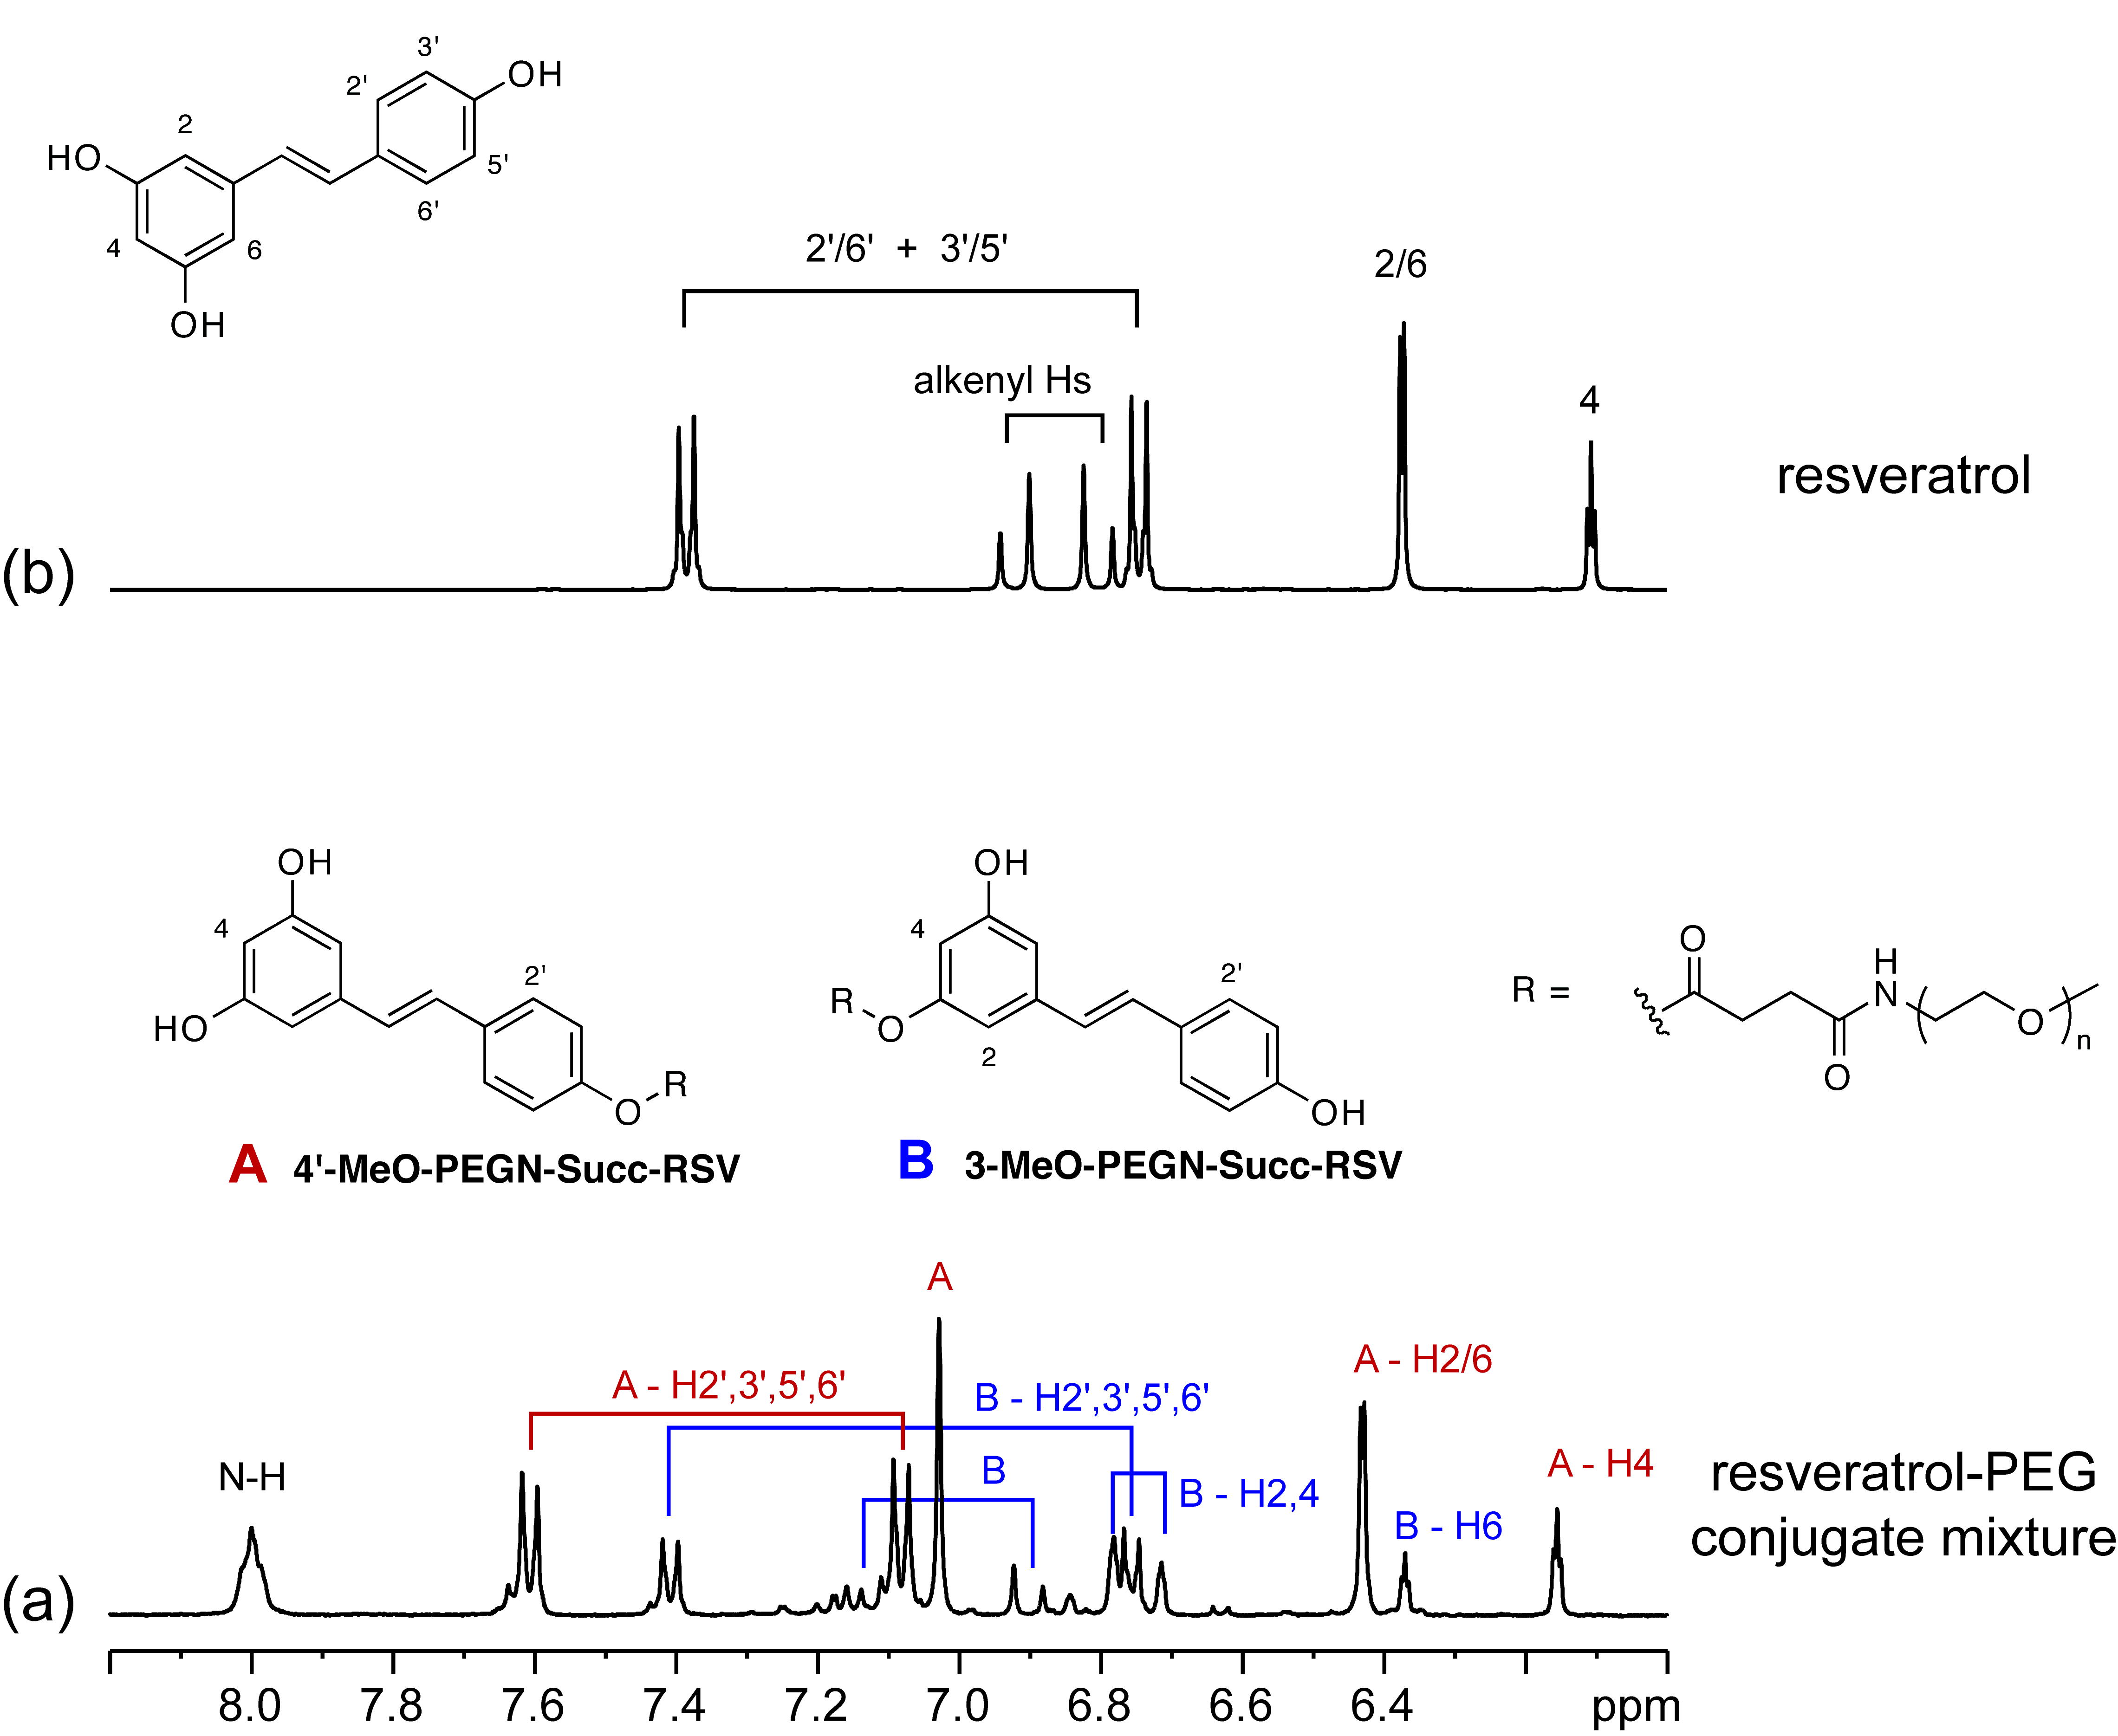 3'
OH
2'
2
HO
5'
6'
4
6
OH
2'/6' + 3'/5'
2/6
alkenyl Hs
4
resveratrol
(b)
OH
4
2'
HO
R
O
A 4'-MeO-PEGN-Succ-RSV
OH
4
2'
R
O
2
OH
B 3-MeO-PEGN-Succ-RSV
R =
O
H
N
O
O
n
A
A - H2/6
A - H2',3',5',6'
B - H2',3',5',6'
A - H4
B
N-H
B - H2,4
B - H6
resveratrol-PEG
conjugate mixture
(a)
8.0 7.8 7.6 7.4 7.2 7.0 6.8 6.6 6.4 ppm